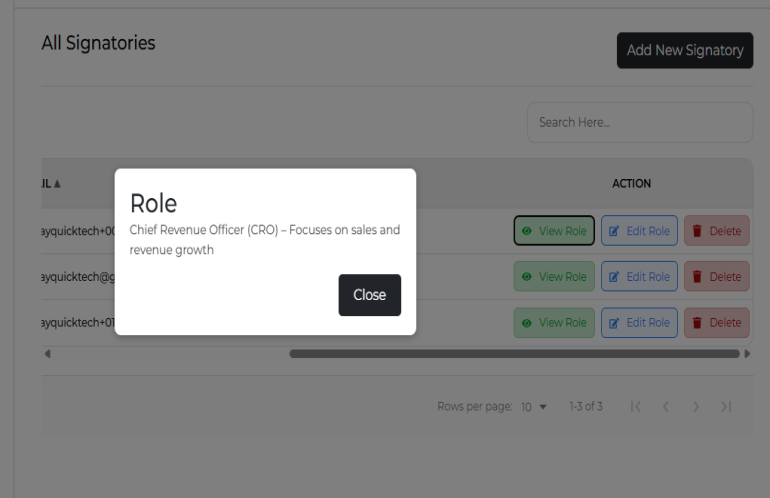 All Signatories
Add New Signatory
Search Here...
IL ▲
ACTION
Role
Chief Revenue Officer (CRO) – Focuses on sales and
revenue growth
Close
ayquicktech+00
View Role
Edit Role
Delete
ayquicktech@g
View Role
Edit Role
Delete
ayquicktech+01
View Role
Edit Role
Delete
Rows per page: 10
1-3 of 3